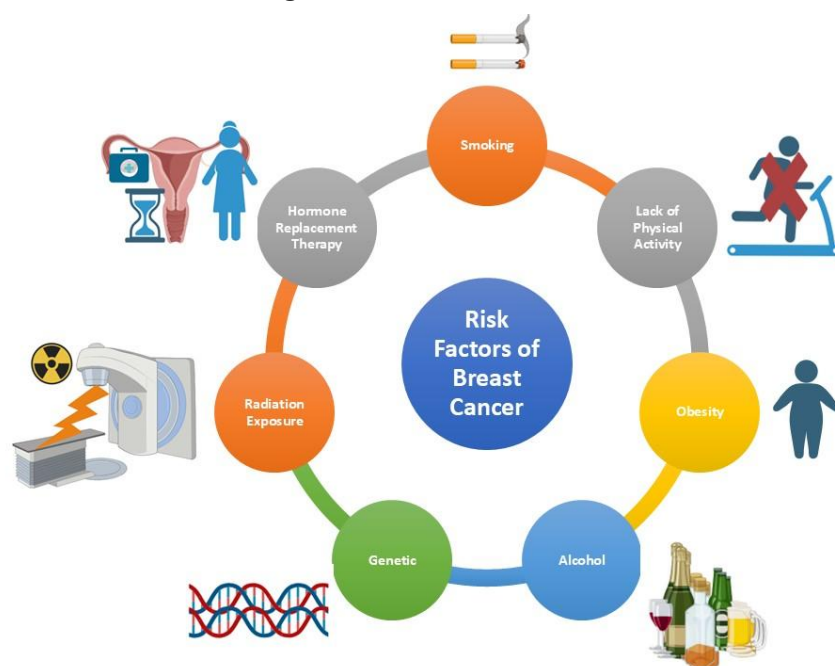 Smoking
Lack of
Physical
Activity
Obesity
Alcohol
Genetic
Radiation
Exposure
Hormone
Replacement
Therapy
Risk
Factors of
Breast
Cancer